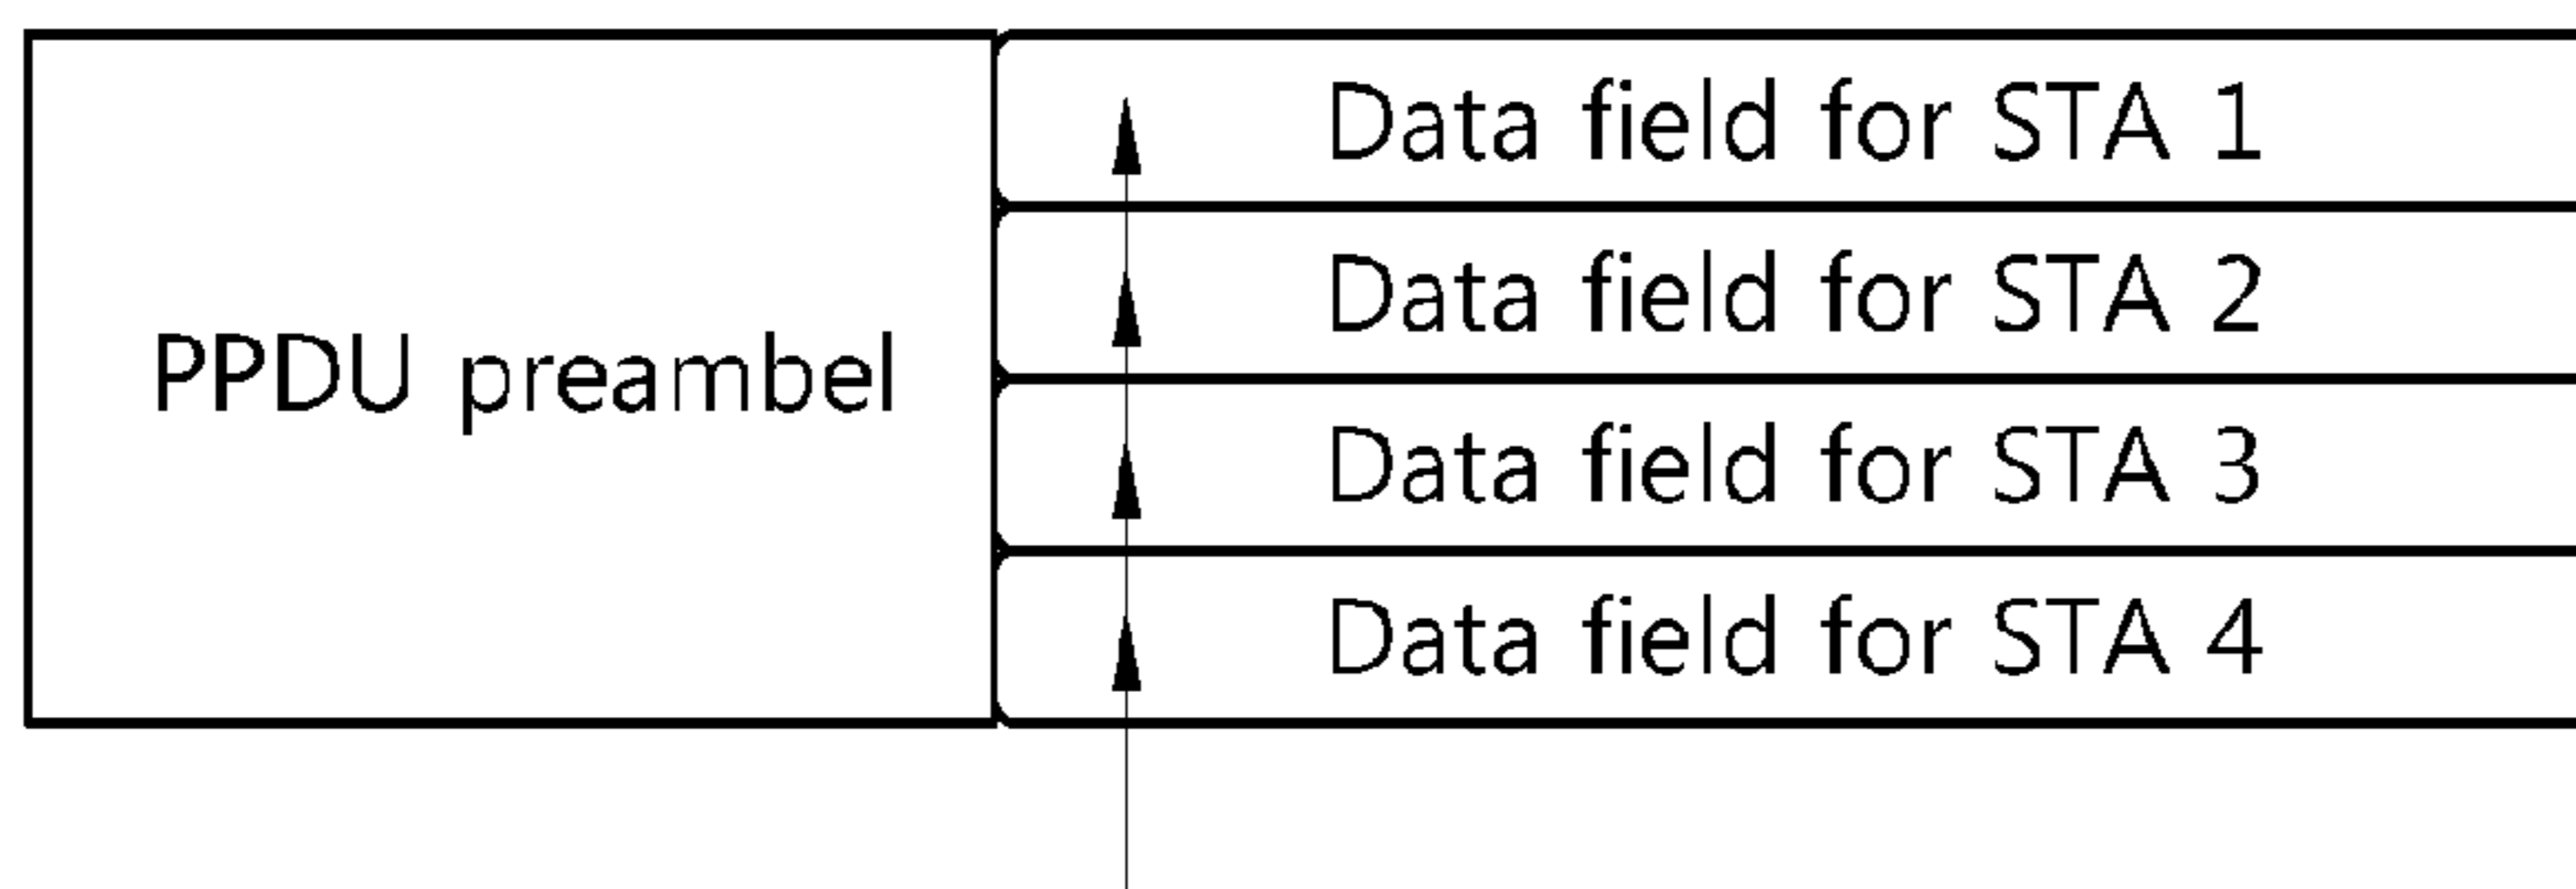 PPDU preambel
Data field for STA 1
Data field for STA 2
Data field for STA 3
Data field for STA 4